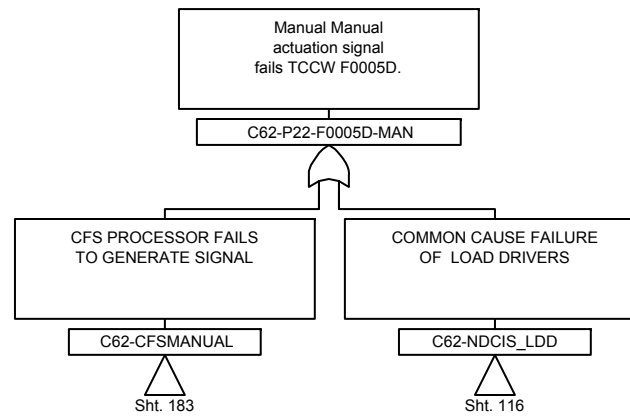 Manual Manual
actuation signal
fails TCCW F0005D.
C62-P22-F0005D-MAN
CFS PROCESSOR FAILS
TO GENERATE SIGNAL
C62-CFSMANUAL
Sht. 183
COMMON CAUSE FAILURE
OF LOAD DRIVERS
C62-NDCIS_LDD
Sht. 116